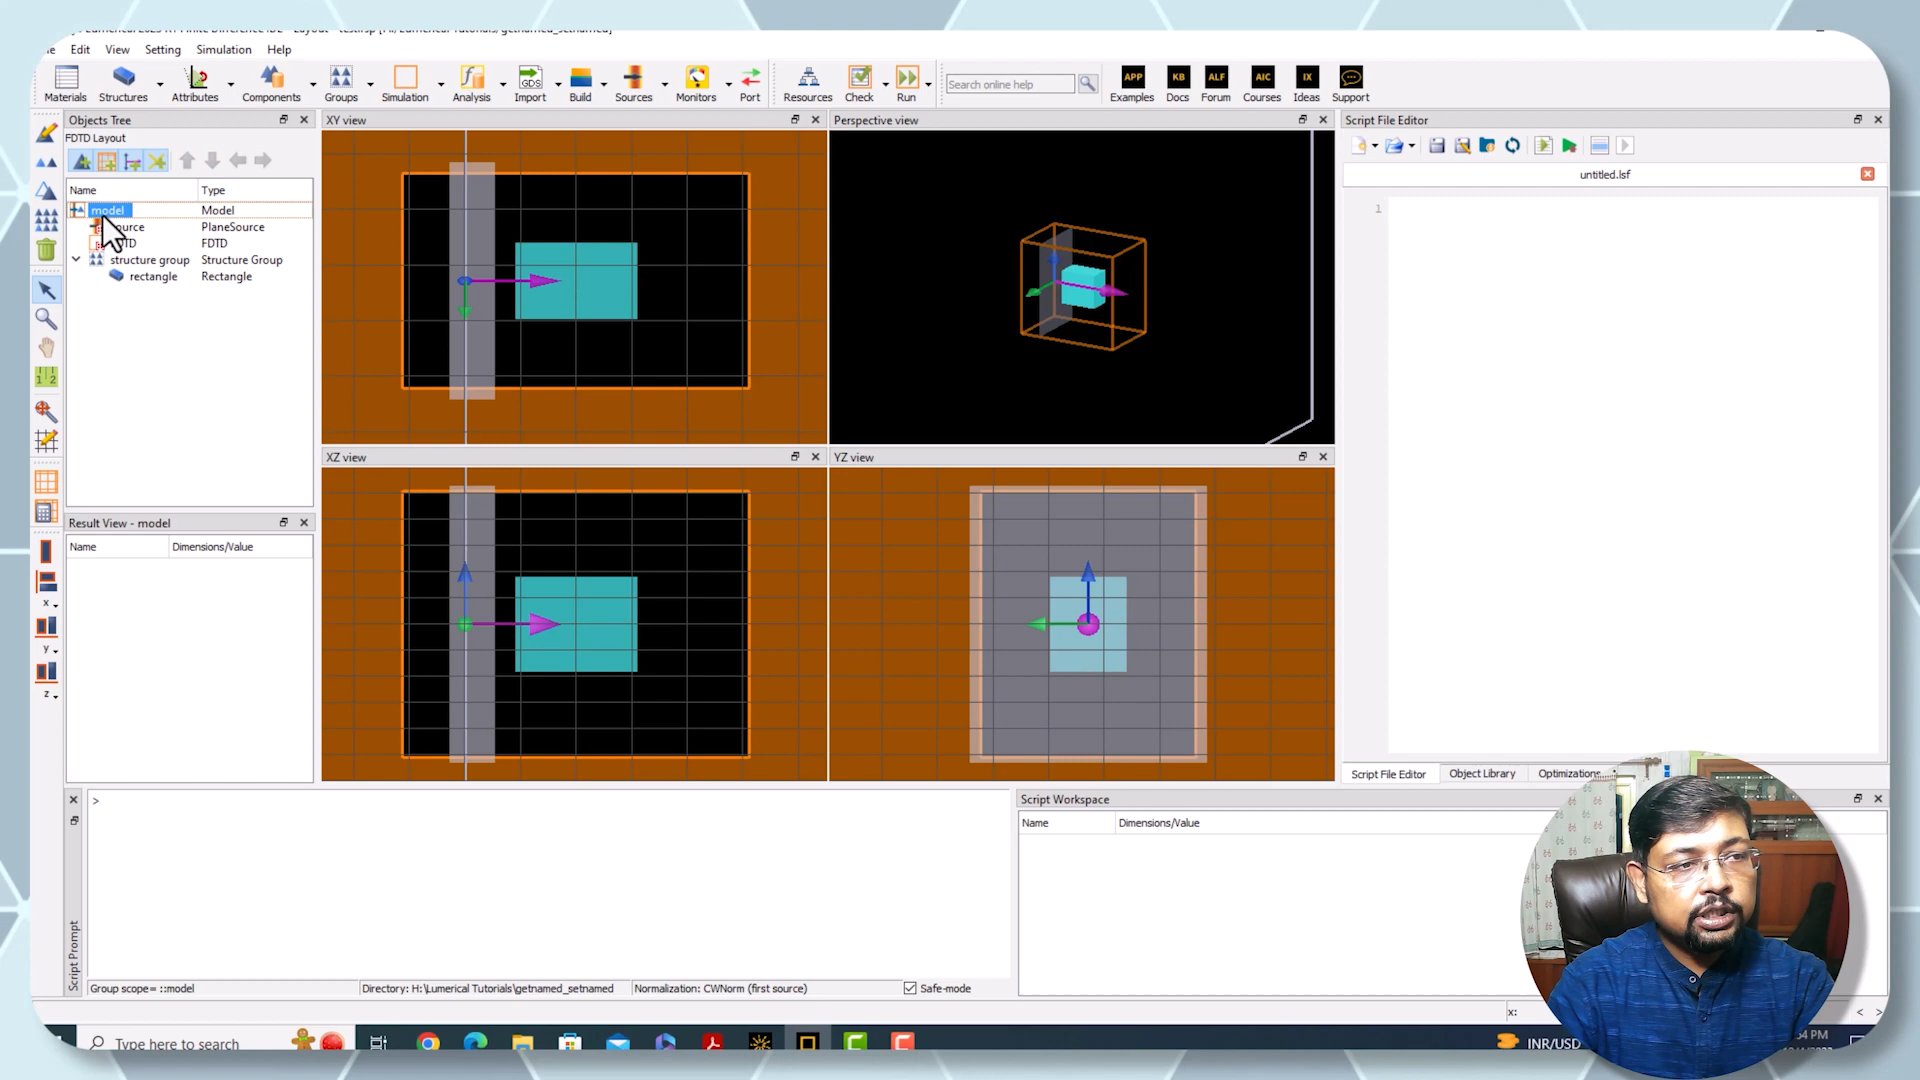 Edit View Setting Simulation Help
Materials Structures Attributes Components Groups Simulation Analysis Import Build Sources Monitors Port Resources Check Run
GDS
Search online help
APP KB ALF AIC IX
Examples Docs Forum Courses Ideas Support
Objects Tree
FDTD Layout
Name Type
model Model
source PlaneSource
FDTD
structure group Structure Group
rectangle Rectangle
XY view
Perspective view
XZ view
YZ view
Script File Editor
untitled.lsf
1
Result View - model
Name Dimensions/Value
x
y
z
Script File Editor Object Library Optimizations
>
Script Prompt
Group scope= ::model
Directory: H:\Lumerical Tutorials\getnamed_setnamed
Normalization: CWNorm (first source)
Safe-mode
Script Workspace
Name Dimensions/Value
x:
Type here to search
INR/USD